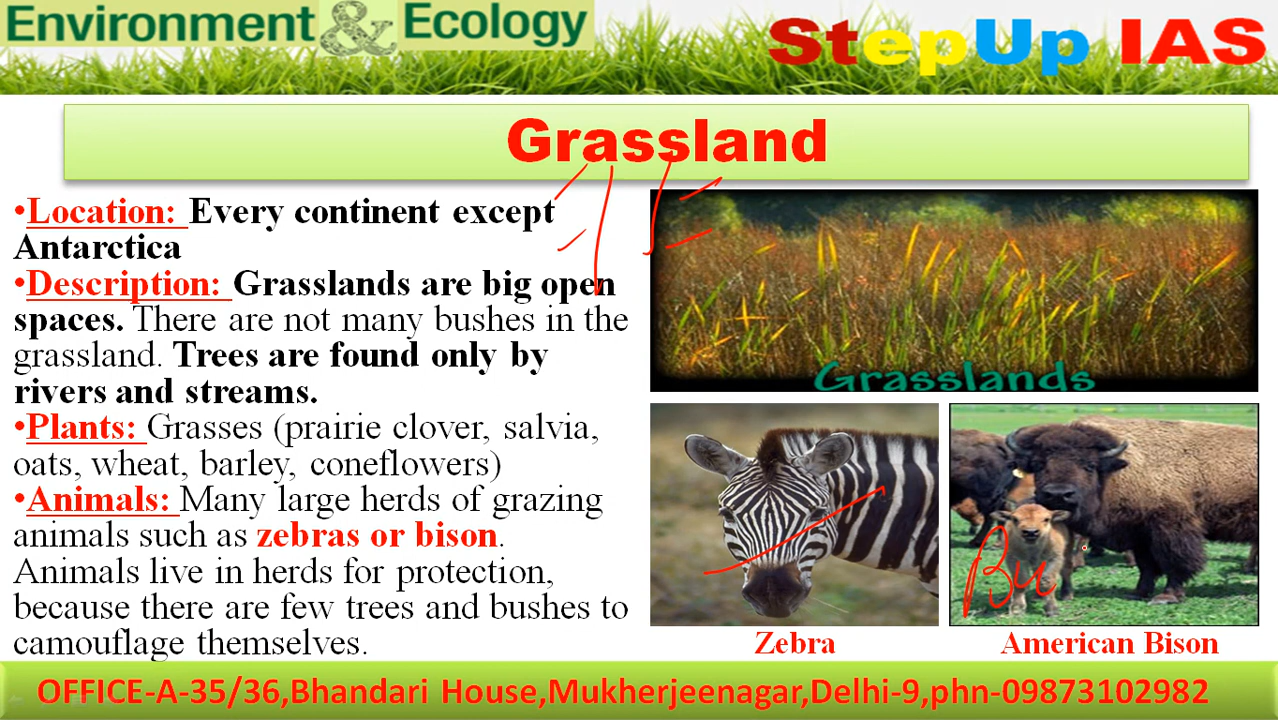 Environment & Ecology
StepUp IAS
Grassland
•Location: Every continent except
Antarctica
•Description: Grasslands are big open
spaces. There are not many bushes in the
grassland. Trees are found only by
rivers and streams.
•Plants: Grasses (prairie clover, salvia,
oats, wheat, barley, coneflowers)
•Animals: Many large herds of grazing
animals such as zebras or bison.
Animals live in herds for protection,
because there are few trees and bushes to
camouflage themselves.
Grasslands
Bu
Zebra
American Bison
OFFICE-A-35/36,Bhandari House,Mukherjeenagar,Delhi-9,phn-09873102982